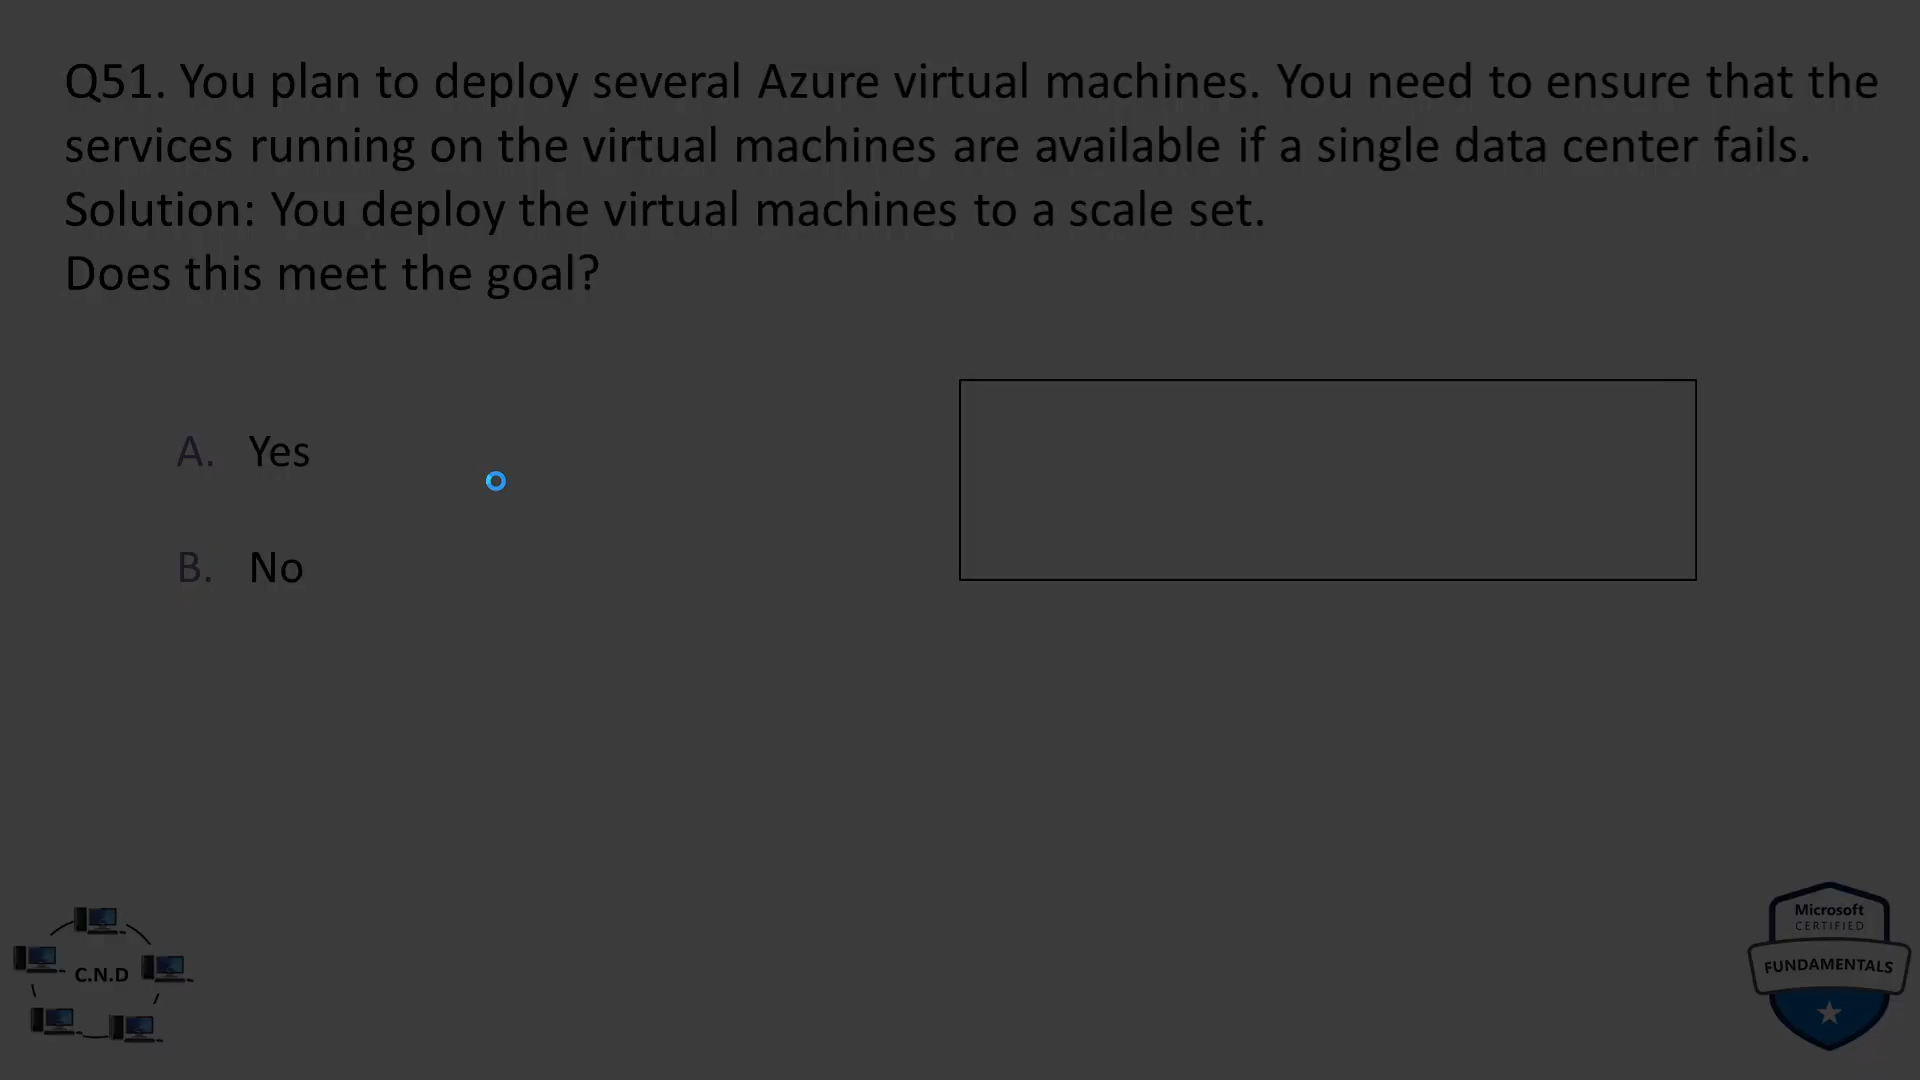 Q51. You plan to deploy several Azure virtual machines. You need to ensure that the
services running on the virtual machines are available if a single data center fails.
Solution: You deploy the virtual machines to a scale set.
Does this meet the goal?
A. Yes
B. No
C.N.D
Microsoft
CERTIFIED
FUNDAMENTALS